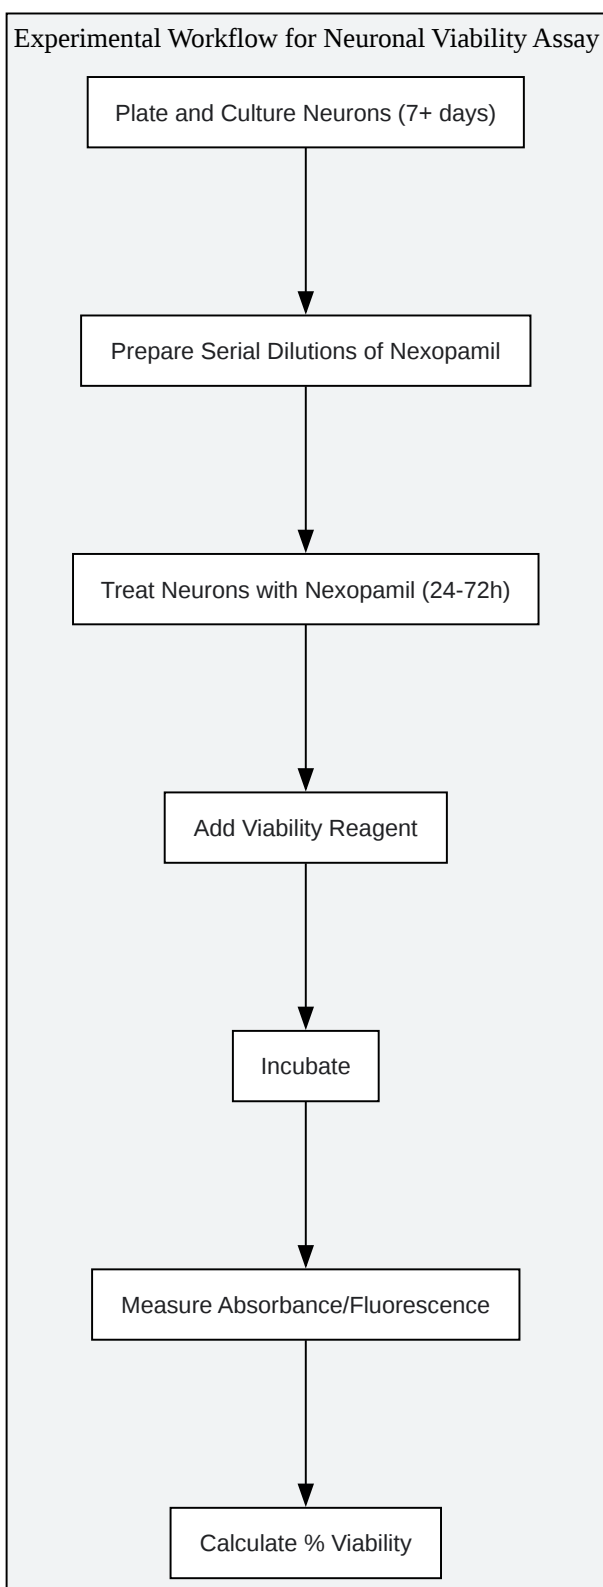 Experimental Workflow for Neuronal Viability Assay
Plate and Culture Neurons (7+ days)
Prepare Serial Dilutions of Nexopamil
Treat Neurons with Nexopamil (24-72h)
Add Viability Reagent
Incubate
Measure Absorbance/Fluorescence
Calculate % Viability